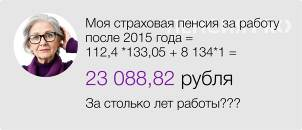 Моя страховая пенсия за работу
после 2015 года =
112,4 *133,05 + 8 134*1 =
23 088,82 рубля
За столько лет работы???